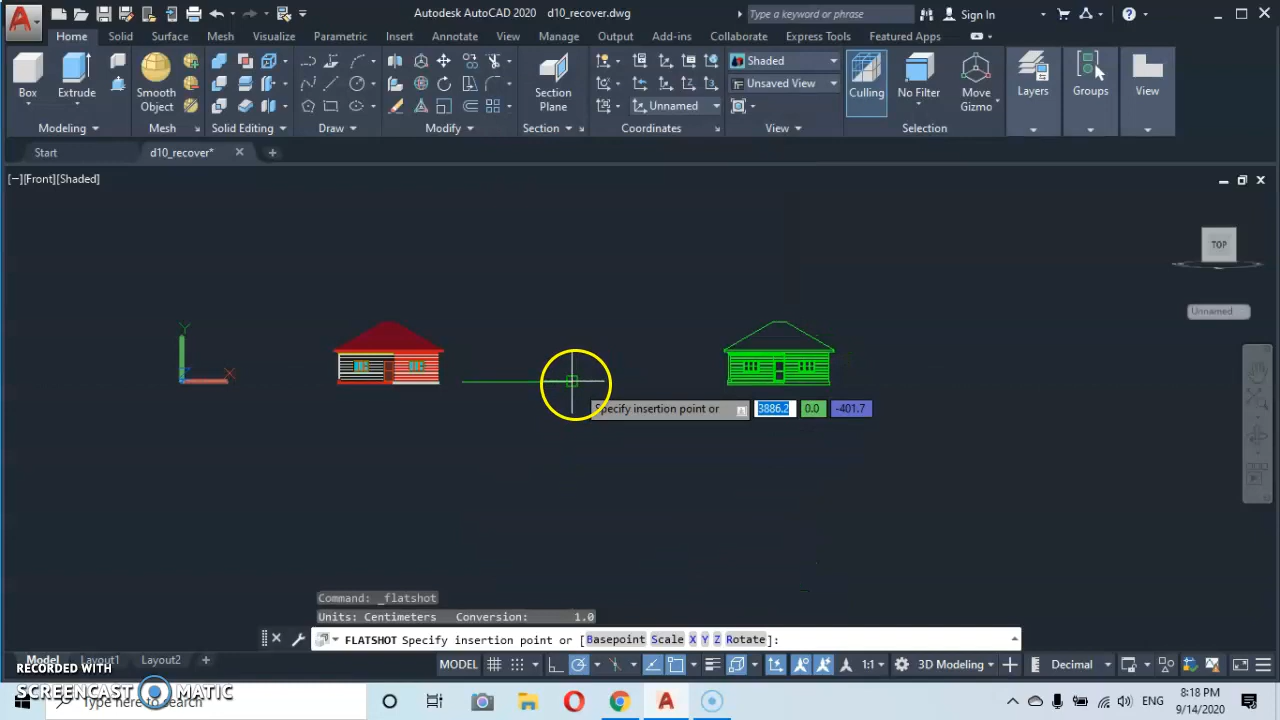 Autodesk AutoCAD 2020 d10_recover.dwg
Type a keyword or phrase
Sign In
Home Solid Surface Mesh Visualize Parametric Insert Annotate View Manage Output Add-ins Collaborate Express Tools Featured Apps
Box
Extrude
Smooth Object
Section Plane
Unnamed
Shaded
Unsaved View
Culling
No Filter
Move Gizmo
Layers
Groups
View
Modeling
Mesh
Solid Editing
Draw
Modify
Section
Coordinates
View
Selection
Start
d10_recover*
[−][Front][Shaded]
TOP
Unnamed
Y
X
Specify insertion point or 3886.2 0.0 -401.7
Command: _flatshot
Units: Centimeters Conversion: 1.0
FLATSHOT Specify insertion point or [Basepoint Scale X Y Z Rotate]:
Model Layout1 Layout2
MODEL
1:1
3D Modeling
Decimal
RECORDED WITH
SCREENCAST MATIC
Type here to search
ENG
8:18 PM
9/14/2020